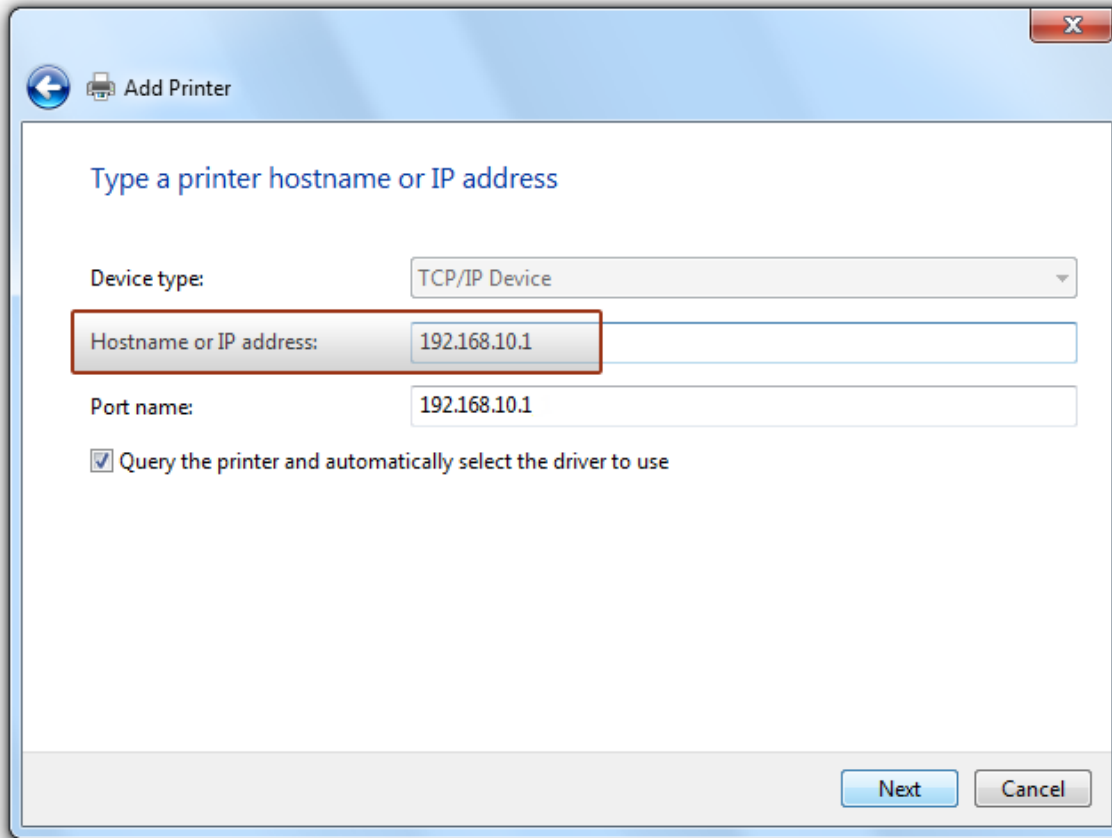 Add Printer
Type a printer hostname or IP address
Device type: TCP/IP Device
Hostname or IP address: 192.168.10.1
Port name: 192.168.10.1
Query the printer and automatically select the driver to use
Next Cancel